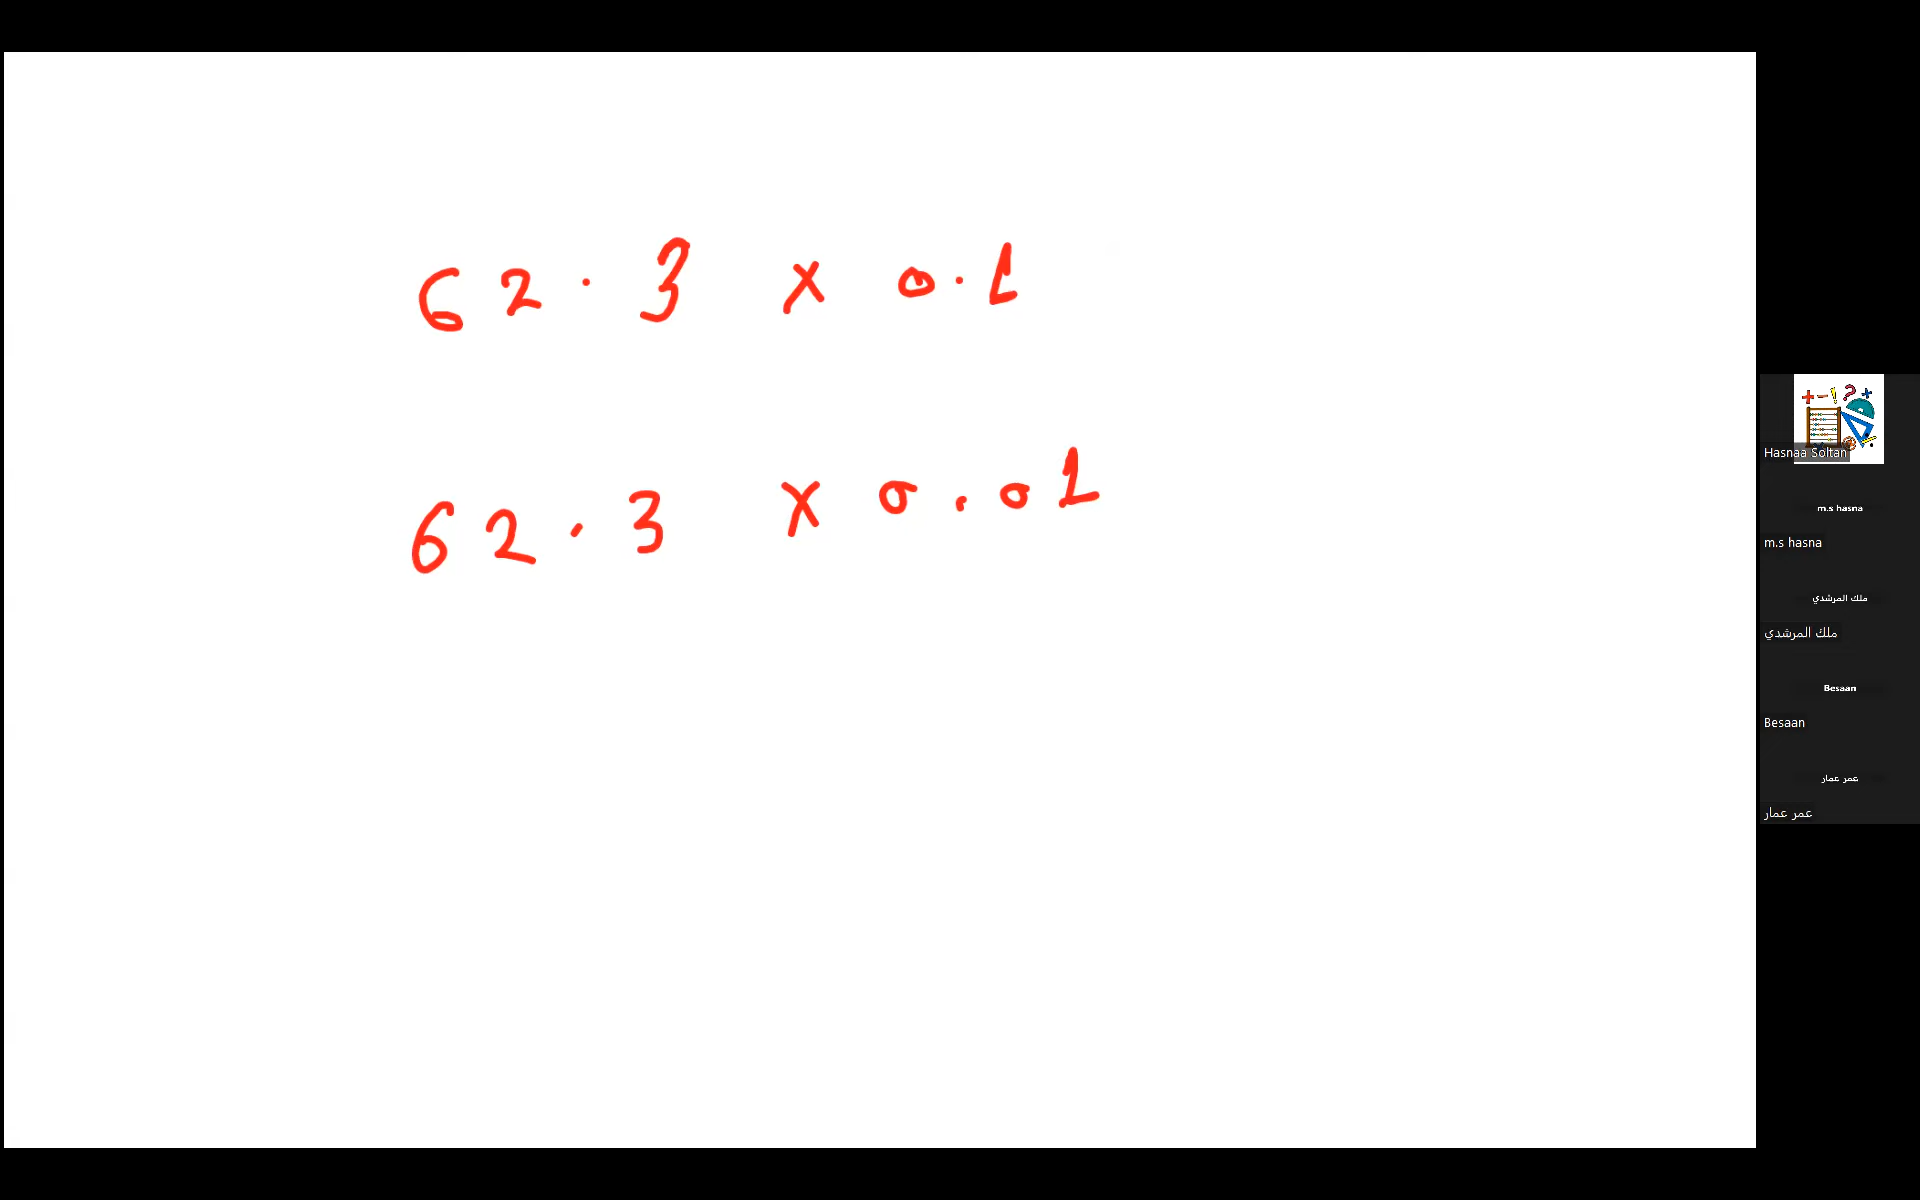 62.3 x 0.1
62.3 x 0.01
Hasnaa Soltan
m.s hasna
m.s hasna
ملك المرشدي
ملك المرشدي
Besaan
Besaan
عمر عمار
عمر عمار